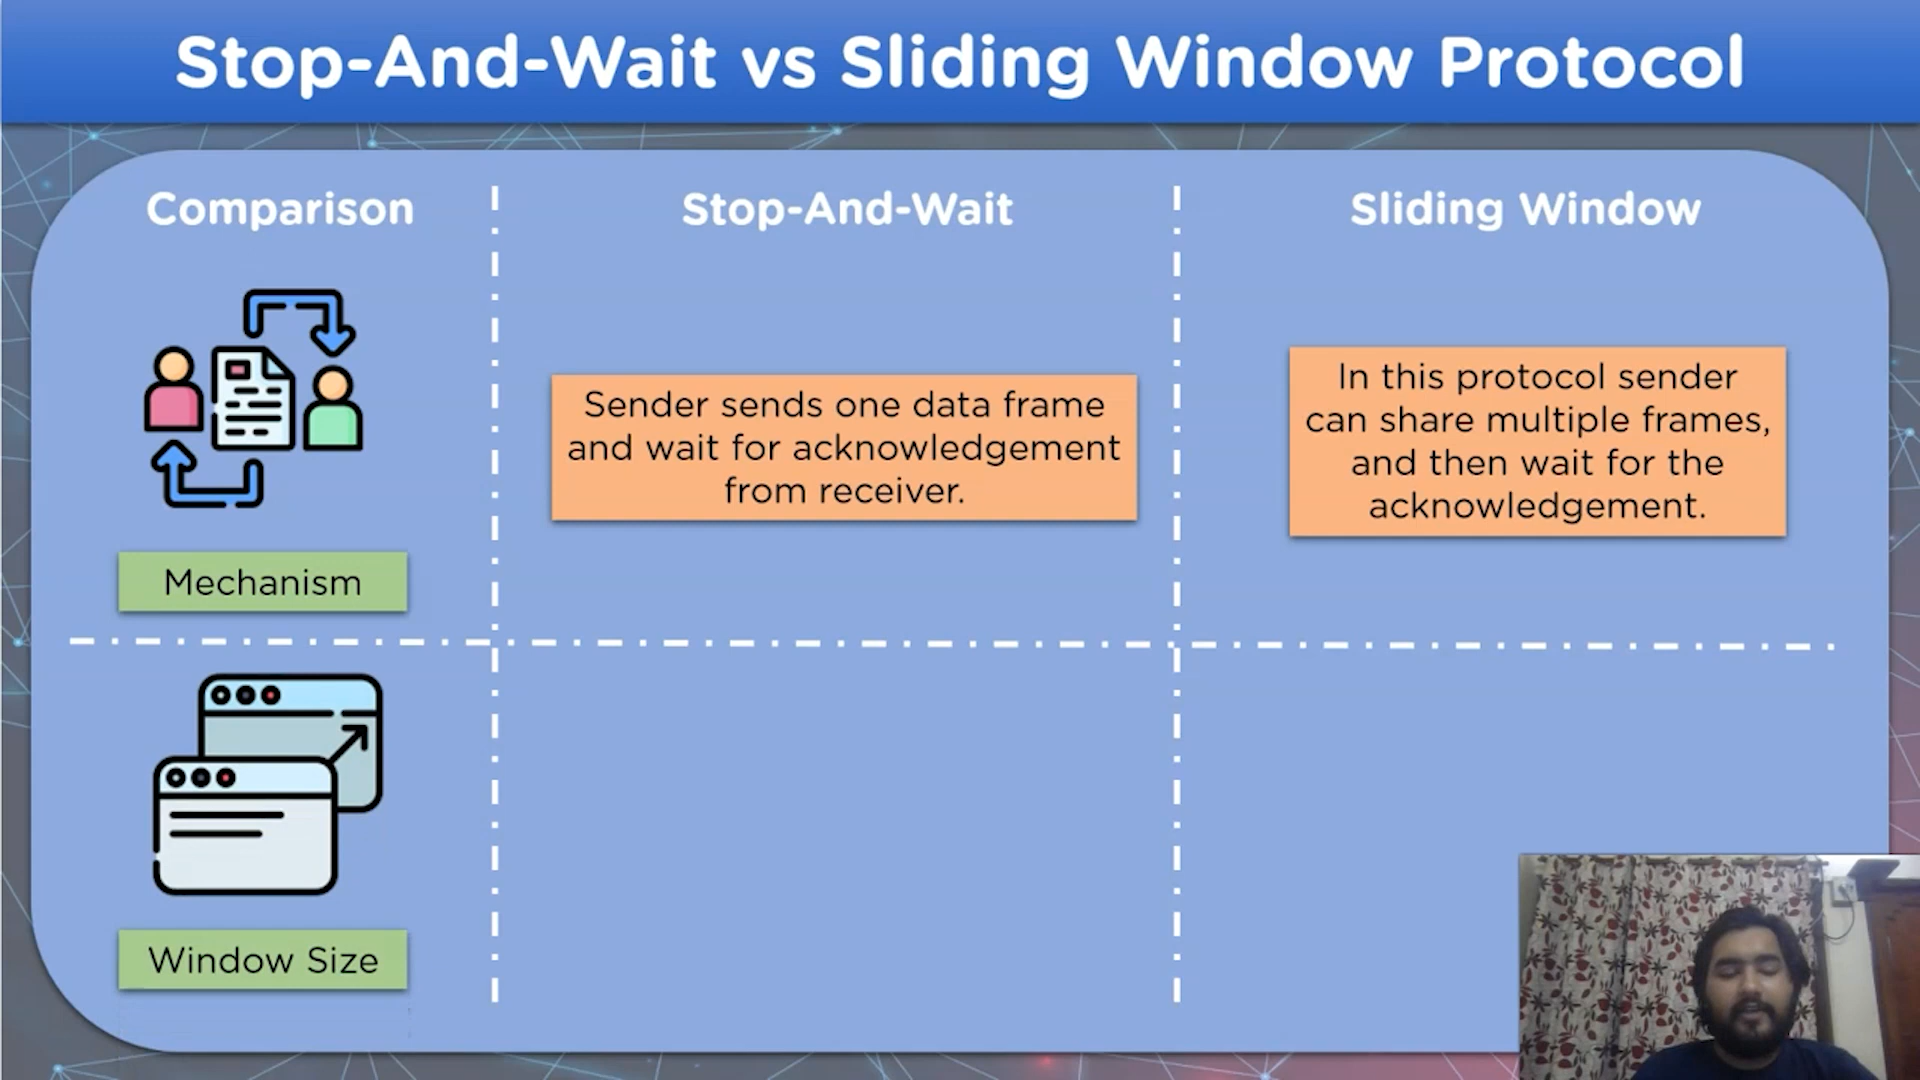 Stop-And-Wait vs Sliding Window Protocol
Comparison
Stop-And-Wait
Sliding Window
Sender sends one data frame
and wait for acknowledgement
from receiver.
In this protocol sender
can share multiple frames,
and then wait for the
acknowledgement.
Mechanism
Window Size